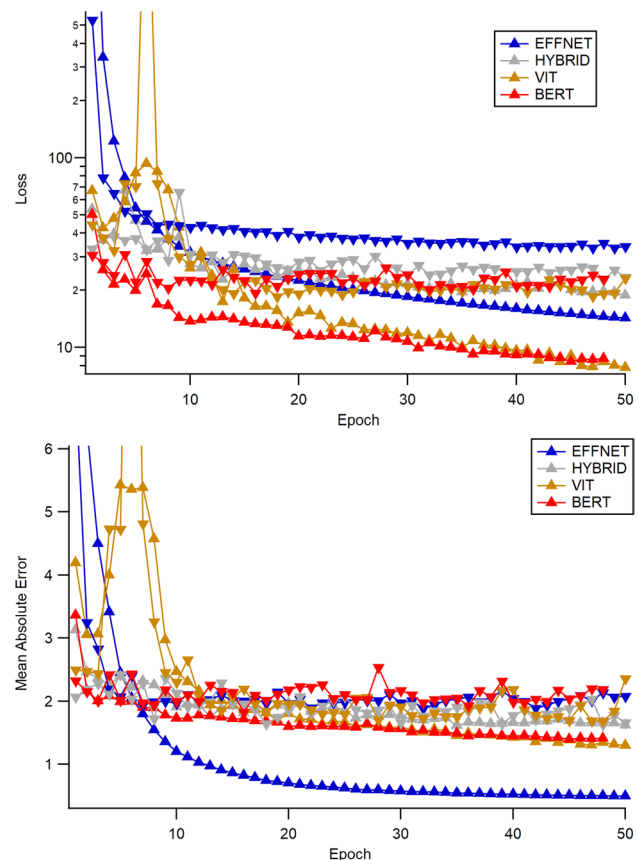 5
4
3
2
100
7
5
4
3
2
10
8
Loss
10
20
30
40
50
Epoch
EFFNET
HYBRID
VIT
BERT
6
5
4
3
2
1
Mean Absolute Error
10
20
30
40
50
Epoch
EFFNET
HYBRID
VIT
BERT